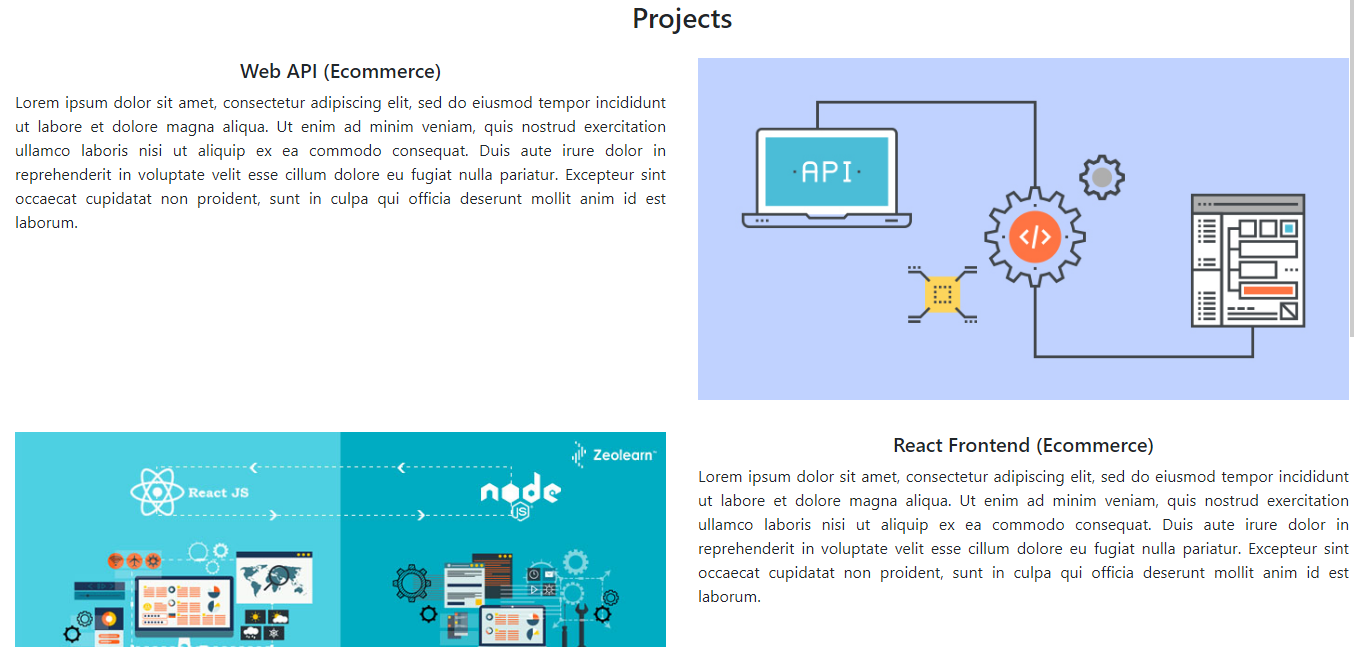 Projects
Web API (Ecommerce)
Lorem ipsum dolor sit amet, consectetur adipiscing elit, sed do eiusmod tempor incididunt
ut labore et dolore magna aliqua. Ut enim ad minim veniam, quis nostrud exercitation
ullamco laboris nisi ut aliquip ex ea commodo consequat. Duis aute irure dolor in
reprehenderit in voluptate velit esse cillum dolore eu fugiat nulla pariatur. Excepteur sint
occaecat cupidatat non proident, sunt in culpa qui officia deserunt mollit anim id est
laborum.
· API ·
</>
Zeolearn™
React JS
node
JS
React Frontend (Ecommerce)
Lorem ipsum dolor sit amet, consectetur adipiscing elit, sed do eiusmod tempor incididunt
ut labore et dolore magna aliqua. Ut enim ad minim veniam, quis nostrud exercitation
ullamco laboris nisi ut aliquip ex ea commodo consequat. Duis aute irure dolor in
reprehenderit in voluptate velit esse cillum dolore eu fugiat nulla pariatur. Excepteur sint
occaecat cupidatat non proident, sunt in culpa qui officia deserunt mollit anim id est
laborum.